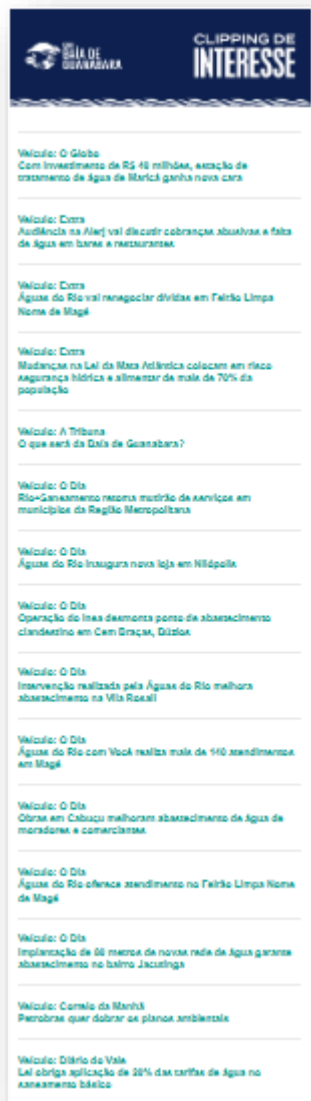 BAÍA DE
GUANABARA
CLIPPING DE
INTERESSE
Veículo: O Globo
Com investimento de R$ 40 milhões, estação de
tratamento de água de Maricá ganha nova cara
Veículo: Extra
Audiência na Alerj vai discutir cobranças abusivas e falta
de água em bares e restaurantes
Veículo: Extra
Águas do Rio vai renegociar dívidas em Feirão Limpa
Nome de Magé
Veículo: Extra
Mudanças na Lei da Mata Atlântica colocam em risco
segurança hídrica e alimentar de mais de 70% da
população
Veículo: A Tribuna
O que será da Baía de Guanabara?
Veículo: O Dia
Rio+Saneamento retoma mutirão de serviços em
municípios da Região Metropolitana
Veículo: O Dia
Águas do Rio inaugura nova loja em Nilópolis
Veículo: O Dia
Operação do Inea desmonta ponto de abastecimento
clandestino em Cem Braças, Búzios
Veículo: O Dia
Intervenção realizada pela Águas do Rio melhora
abastecimento na Vila Rosali
Veículo: O Dia
Águas do Rio com Você realiza mais de 140 atendimentos
em Magé
Veículo: O Dia
Obras em Cabuçu melhoram abastecimento de água de
moradores e comerciantes
Veículo: O Dia
Águas do Rio oferece atendimento no Feirão Limpa Nome
de Magé
Veículo: O Dia
Implantação de metros de novas rede de água garante
abastecimento no bairro Jacutinga
Veículo: Correio da Manhã
Petrobras quer dobrar os planos ambientais
Veículo: Diário do Vale
Lei obriga aplicação de 20% das tarifas de água no
saneamento básico